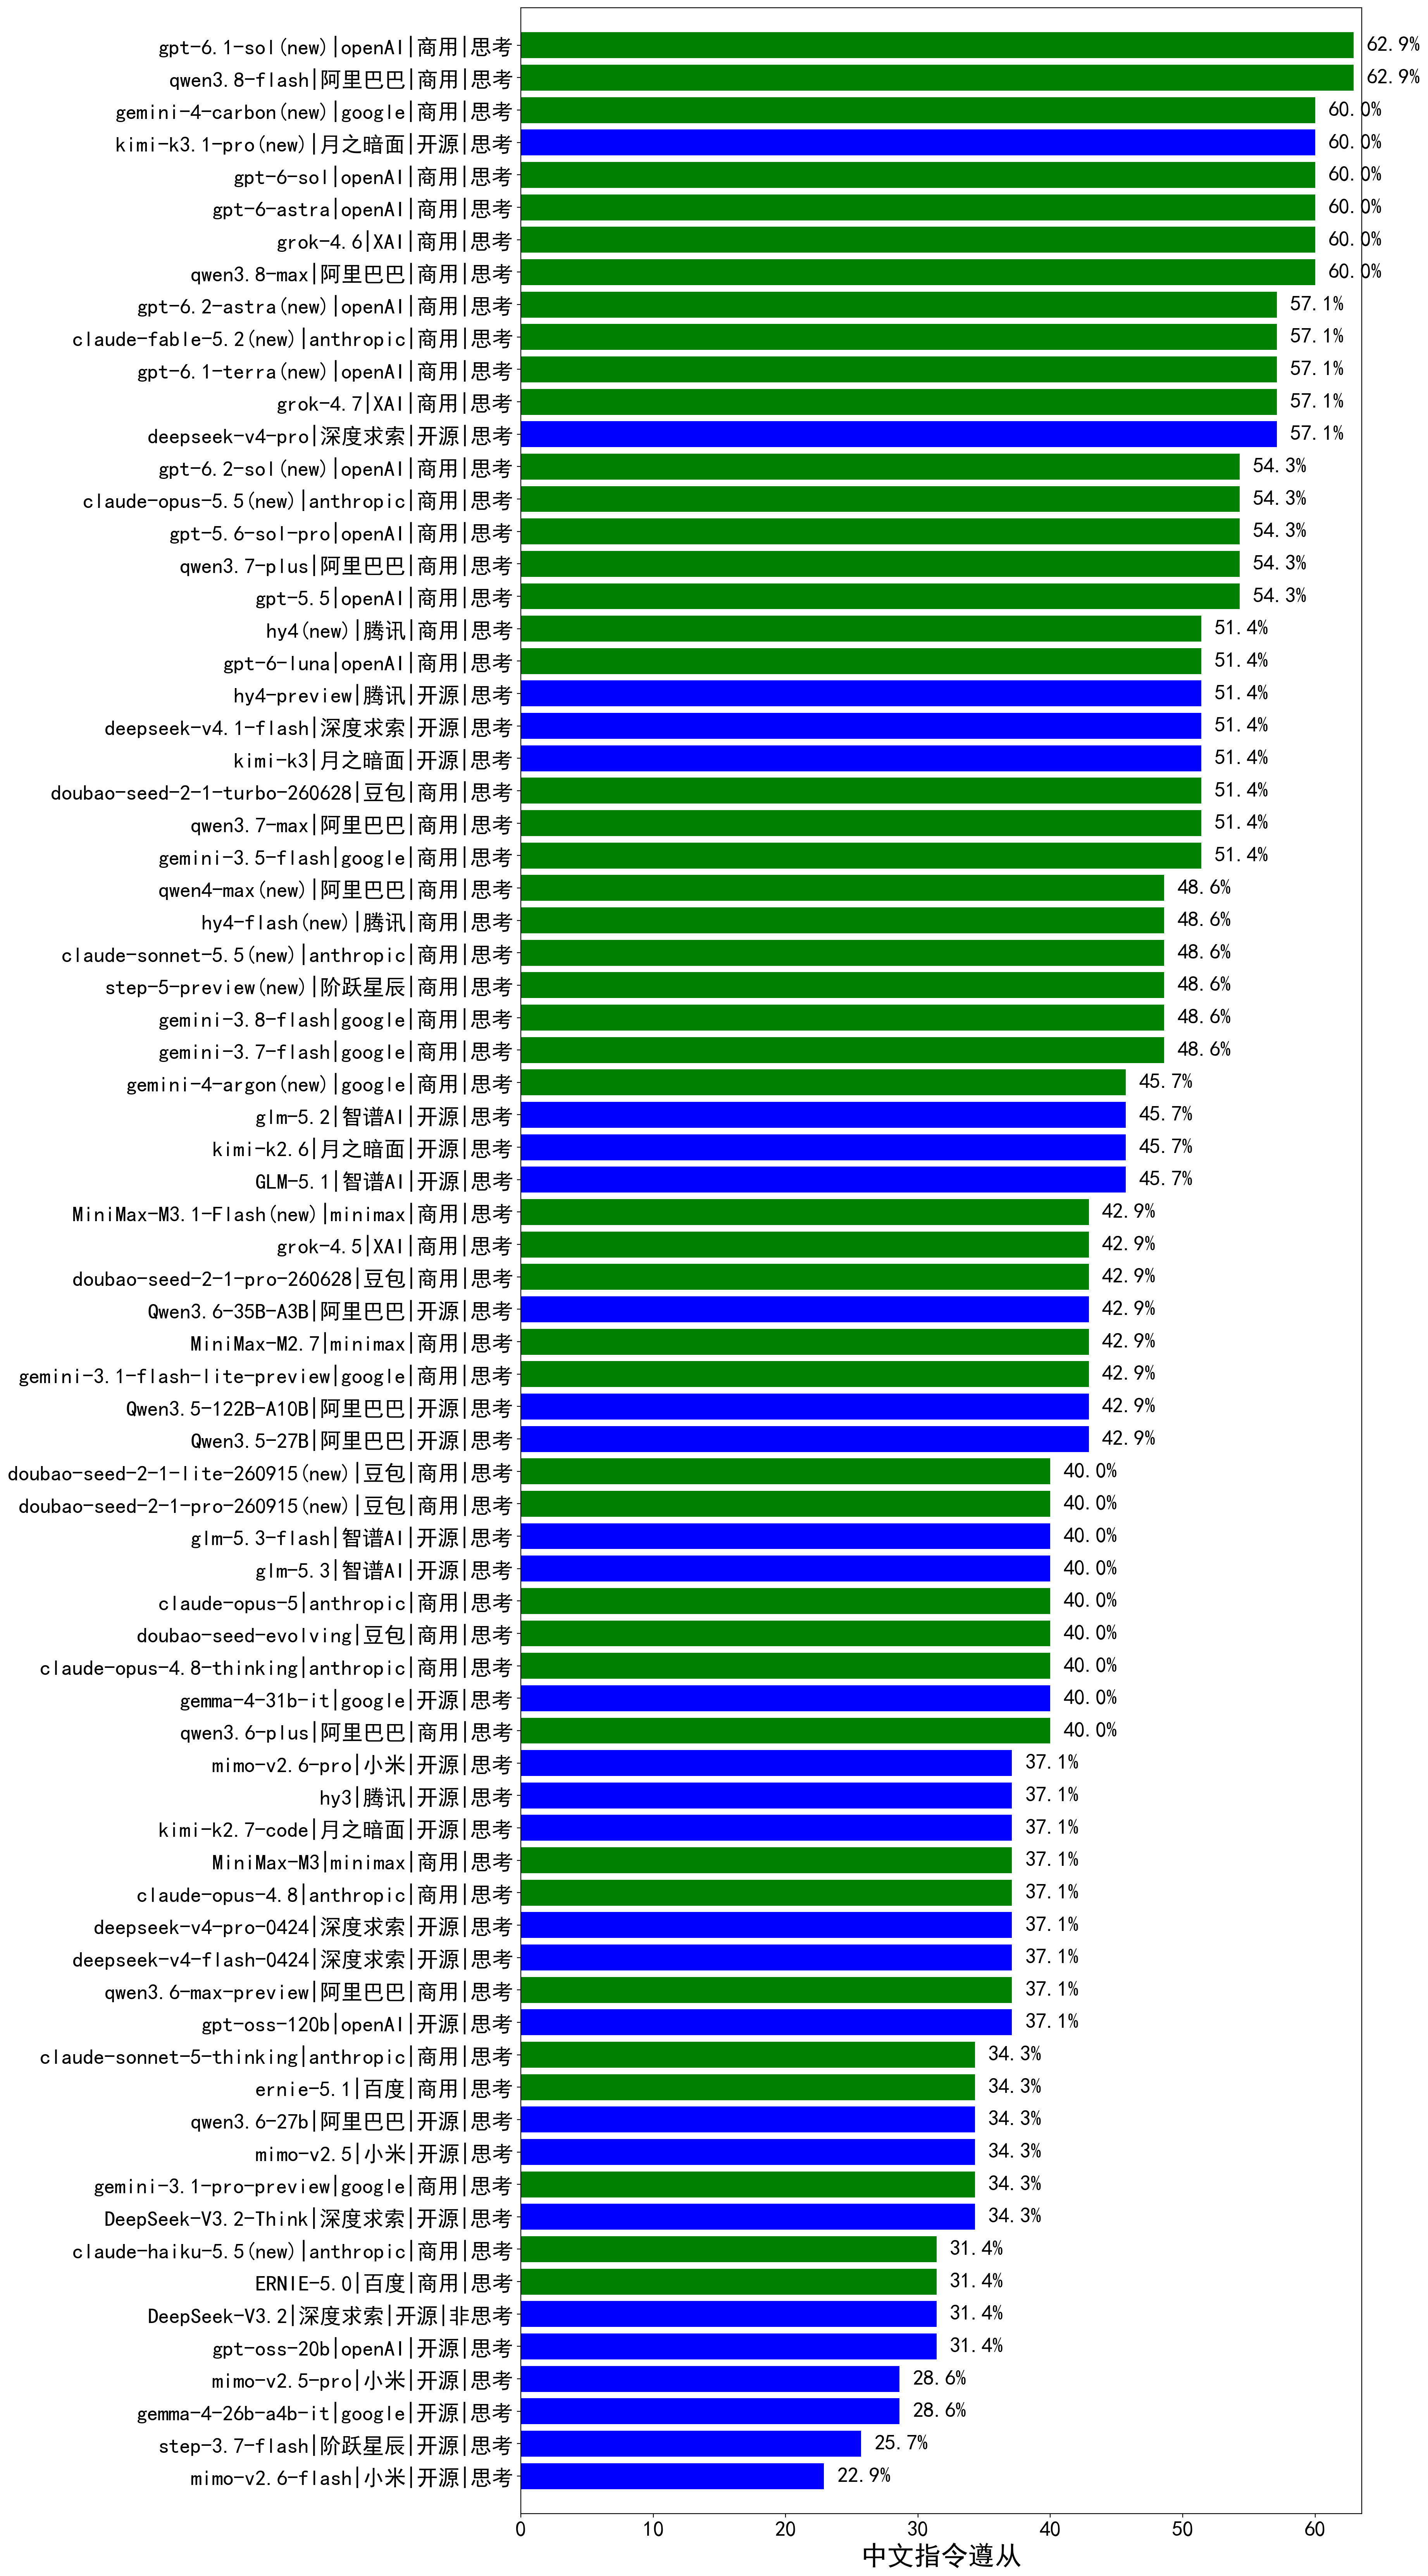 gpt-6.1-sol(new)|openAI|商用|思考 62.9%
qwen3.8-flash|阿里巴巴|商用|思考 62.9%
gemini-4-carbon(new)|google|商用|思考 60.0%
kimi-k3.1-pro(new)|月之暗面|开源|思考 60.0%
gpt-6-sol|openAI|商用|思考 60.0%
gpt-6-astra|openAI|商用|思考 60.0%
grok-4.6|XAI|商用|思考 60.0%
qwen3.8-max|阿里巴巴|商用|思考 60.0%
gpt-6.2-astra(new)|openAI|商用|思考 57.1%
claude-fable-5.2(new)|anthropic|商用|思考 57.1%
gpt-6.1-terra(new)|openAI|商用|思考 57.1%
grok-4.7|XAI|商用|思考 57.1%
deepseek-v4-pro|深度求索|开源|思考 57.1%
gpt-6.2-sol(new)|openAI|商用|思考 54.3%
claude-opus-5.5(new)|anthropic|商用|思考 54.3%
gpt-5.6-sol-pro|openAI|商用|思考 54.3%
qwen3.7-plus|阿里巴巴|商用|思考 54.3%
gpt-5.5|openAI|商用|思考 54.3%
hy4(new)|腾讯|商用|思考 51.4%
gpt-6-luna|openAI|商用|思考 51.4%
hy4-preview|腾讯|开源|思考 51.4%
deepseek-v4.1-flash|深度求索|开源|思考 51.4%
kimi-k3|月之暗面|开源|思考 51.4%
doubao-seed-2-1-turbo-260628|豆包|商用|思考 51.4%
qwen3.7-max|阿里巴巴|商用|思考 51.4%
gemini-3.5-flash|google|商用|思考 51.4%
qwen4-max(new)|阿里巴巴|商用|思考 48.6%
hy4-flash(new)|腾讯|商用|思考 48.6%
claude-sonnet-5.5(new)|anthropic|商用|思考 48.6%
step-5-preview(new)|阶跃星辰|商用|思考 48.6%
gemini-3.8-flash|google|商用|思考 48.6%
gemini-3.7-flash|google|商用|思考 48.6%
gemini-4-argon(new)|google|商用|思考 45.7%
glm-5.2|智谱AI|开源|思考 45.7%
kimi-k2.6|月之暗面|开源|思考 45.7%
GLM-5.1|智谱AI|开源|思考 45.7%
MiniMax-M3.1-Flash(new)|minimax|商用|思考 42.9%
grok-4.5|XAI|商用|思考 42.9%
doubao-seed-2-1-pro-260628|豆包|商用|思考 42.9%
Qwen3.6-35B-A3B|阿里巴巴|开源|思考 42.9%
MiniMax-M2.7|minimax|商用|思考 42.9%
gemini-3.1-flash-lite-preview|google|商用|思考 42.9%
Qwen3.5-122B-A10B|阿里巴巴|开源|思考 42.9%
Qwen3.5-27B|阿里巴巴|开源|思考 42.9%
doubao-seed-2-1-lite-260915(new)|豆包|商用|思考 40.0%
doubao-seed-2-1-pro-260915(new)|豆包|商用|思考 40.0%
glm-5.3-flash|智谱AI|开源|思考 40.0%
glm-5.3|智谱AI|开源|思考 40.0%
claude-opus-5|anthropic|商用|思考 40.0%
doubao-seed-evolving|豆包|商用|思考 40.0%
claude-opus-4.8-thinking|anthropic|商用|思考 40.0%
gemma-4-31b-it|google|开源|思考 40.0%
qwen3.6-plus|阿里巴巴|商用|思考 40.0%
mimo-v2.6-pro|小米|开源|思考 37.1%
hy3|腾讯|开源|思考 37.1%
kimi-k2.7-code|月之暗面|开源|思考 37.1%
MiniMax-M3|minimax|商用|思考 37.1%
claude-opus-4.8|anthropic|商用|思考 37.1%
deepseek-v4-pro-0424|深度求索|开源|思考 37.1%
deepseek-v4-flash-0424|深度求索|开源|思考 37.1%
qwen3.6-max-preview|阿里巴巴|商用|思考 37.1%
gpt-oss-120b|openAI|开源|思考 37.1%
claude-sonnet-5-thinking|anthropic|商用|思考 34.3%
ernie-5.1|百度|商用|思考 34.3%
qwen3.6-27b|阿里巴巴|开源|思考 34.3%
mimo-v2.5|小米|开源|思考 34.3%
gemini-3.1-pro-preview|google|商用|思考 34.3%
DeepSeek-V3.2-Think|深度求索|开源|思考 34.3%
claude-haiku-5.5(new)|anthropic|商用|思考 31.4%
ERNIE-5.0|百度|商用|思考 31.4%
DeepSeek-V3.2|深度求索|开源|非思考 31.4%
gpt-oss-20b|openAI|开源|思考 31.4%
mimo-v2.5-pro|小米|开源|思考 28.6%
gemma-4-26b-a4b-it|google|开源|思考 28.6%
step-3.7-flash|阶跃星辰|开源|思考 25.7%
mimo-v2.6-flash|小米|开源|思考 22.9%
0 10 20 30 40 50 60
中文指令遵从